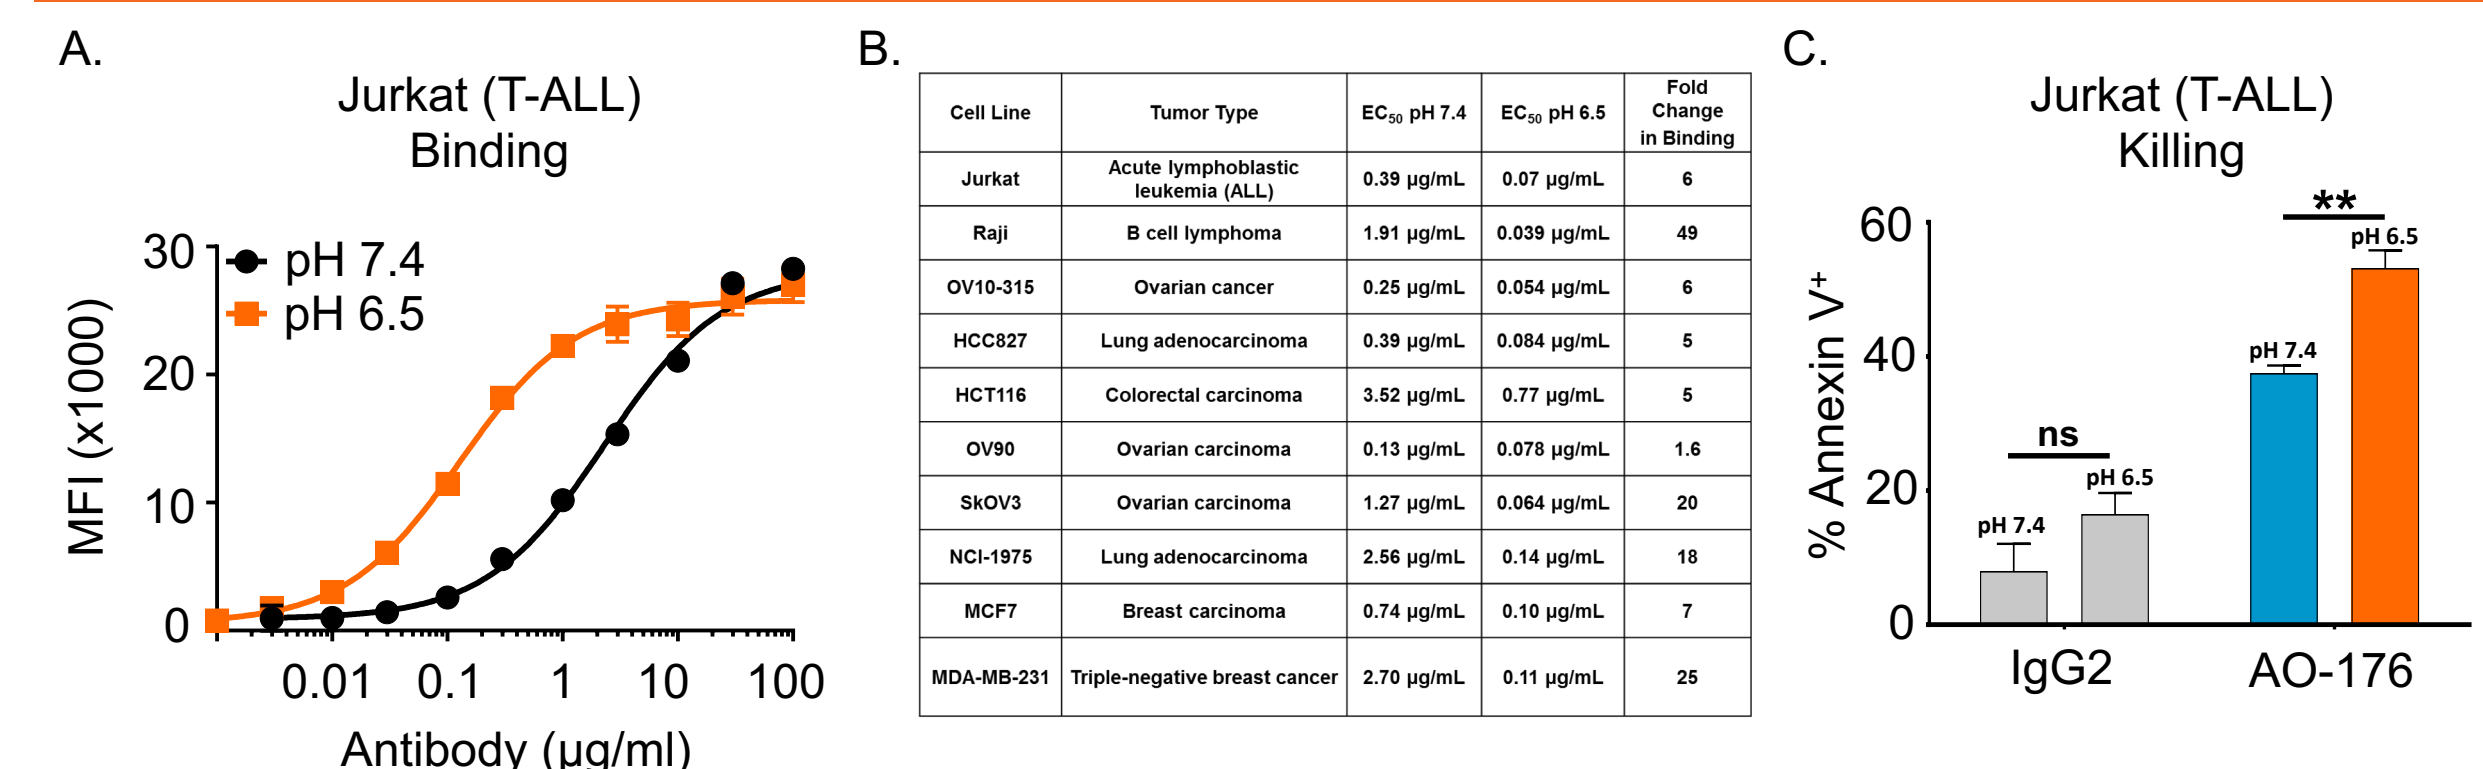 A.
Jurkat (T-ALL)
Binding
MFI (x1000)
30
20
10
0
pH 7.4
pH 6.5
0.01 0.1 1 10 100
Antibody (µg/ml)
B.
Cell Line Tumor Type EC50 pH 7.4 EC50 pH 6.5 Fold Change in Binding
Jurkat Acute lymphoblastic leukemia (ALL) 0.39 µg/mL 0.07 µg/mL 6
Raji B cell lymphoma 1.91 µg/mL 0.039 µg/mL 49
OV10-315 Ovarian cancer 0.25 µg/mL 0.054 µg/mL 6
HCC827 Lung adenocarcinoma 0.39 µg/mL 0.084 µg/mL 5
HCT116 Colorectal carcinoma 3.52 µg/mL 0.77 µg/mL 5
OV90 Ovarian carcinoma 0.13 µg/mL 0.078 µg/mL 1.6
SkOV3 Ovarian carcinoma 1.27 µg/mL 0.064 µg/mL 20
NCI-1975 Lung adenocarcinoma 2.56 µg/mL 0.14 µg/mL 18
MCF7 Breast carcinoma 0.74 µg/mL 0.10 µg/mL 7
MDA-MB-231 Triple-negative breast cancer 2.70 µg/mL 0.11 µg/mL 25
C.
Jurkat (T-ALL)
Killing
% Annexin V+
60
40
20
0
ns
pH 7.4
pH 6.5
**
pH 7.4
pH 6.5
IgG2 AO-176